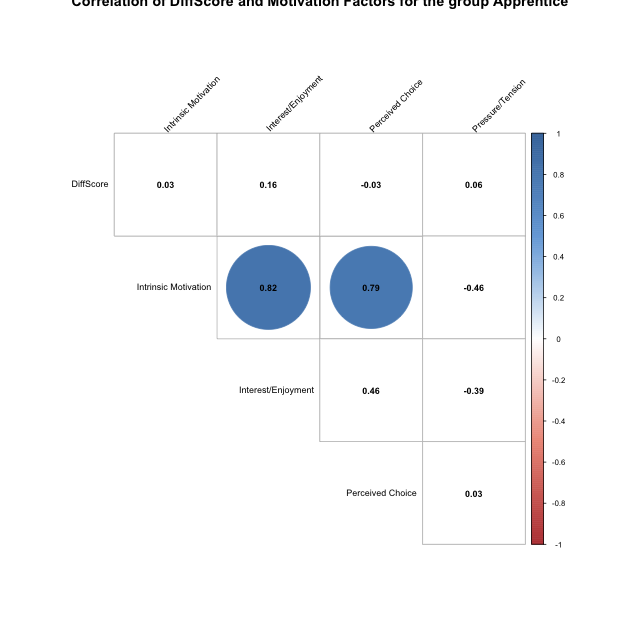 Correlation of DiffScore and Motivation Factors for the group Apprentice
Intrinsic Motivation
Interest/Enjoyment
Perceived Choice
Pressure/Tension
DiffScore
0.03
0.16
-0.03
0.06
Intrinsic Motivation
0.82
0.79
-0.46
Interest/Enjoyment
0.46
-0.39
Perceived Choice
0.03
1
0.8
0.6
0.4
0.2
0
-0.2
-0.4
-0.6
-0.8
-1